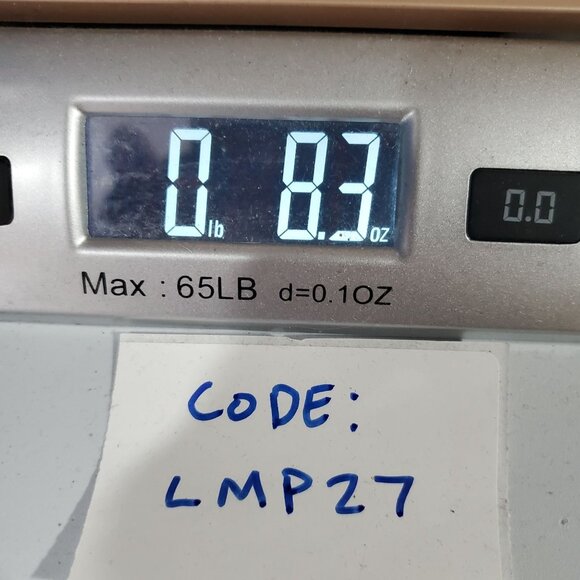 0 lb 8.3 oz
0.0
Max : 65LB d=0.1OZ
CODE:
LMP27